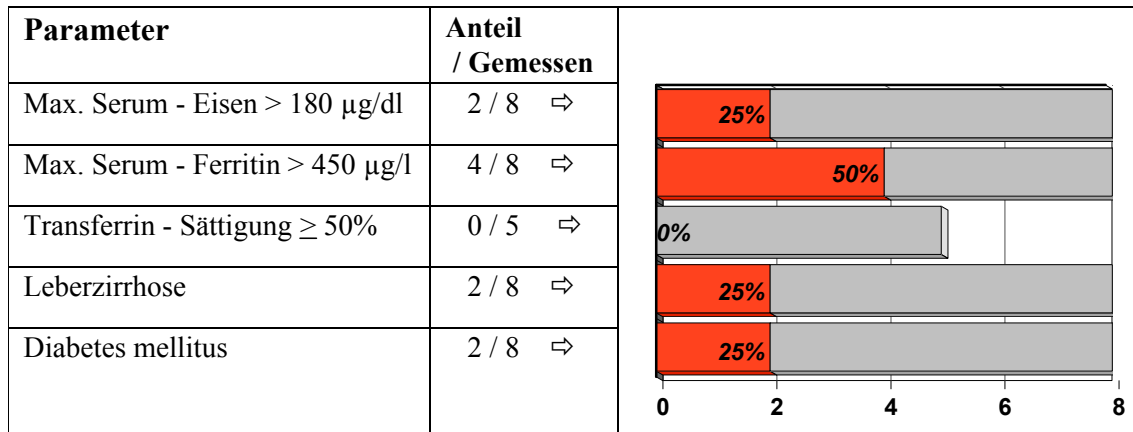 Parameter
Anteil
/ Gemessen
Max. Serum - Eisen > 180 µg/dl
2 / 8 ⇨
25%
Max. Serum - Ferritin > 450 µg/l
4 / 8 ⇨
50%
Transferrin - Sättigung ≥ 50%
0 / 5 ⇨
0%
Leberzirrhose
2 / 8 ⇨
25%
Diabetes mellitus
2 / 8 ⇨
25%
0 2 4 6 8